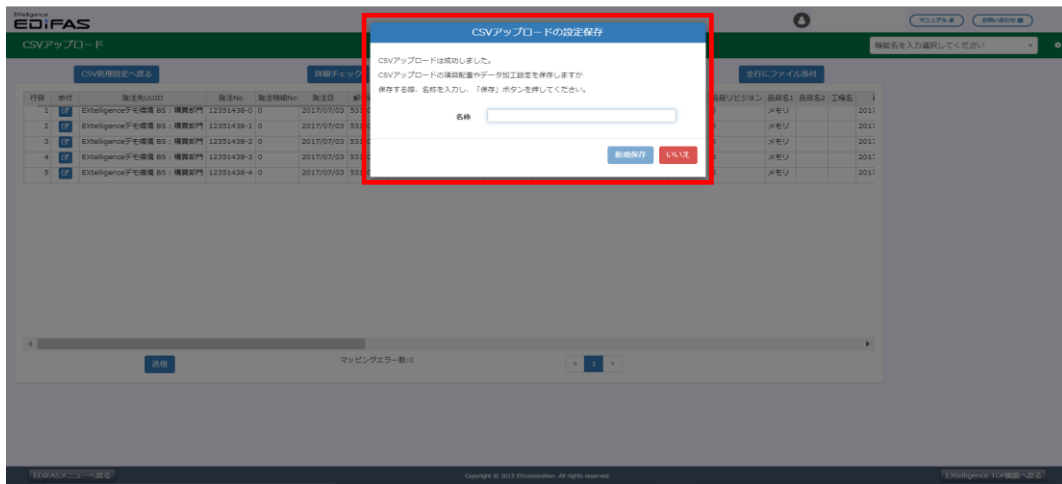 EXtelligence
EDiFAS
マニュアル
お問い合わせ
CSVアップロード
機能名を入力選択してください
CSV処理設定へ戻る
詳細チェック
全行にファイル添付
行目 添付 発注先UUID 発注No 発注明細No 発注日 品目リビジョン 品目名1 品目名2 工種名
1 EXtelligenceデモ環境 BS：購買部門 12351438-0 0 2017/07/03 531 メモリ 2017
2 EXtelligenceデモ環境 BS：購買部門 12351438-1 0 2017/07/03 531 メモリ 2017
3 EXtelligenceデモ環境 BS：購買部門 12351438-2 0 2017/07/03 531 メモリ 2017
4 EXtelligenceデモ環境 BS：購買部門 12351438-3 0 2017/07/03 531 メモリ 2017
5 EXtelligenceデモ環境 BS：購買部門 12351438-4 0 2017/07/03 531 メモリ 2017
CSVアップロードの設定保存
CSVアップロードは成功しました。
CSVアップロードの項目配置やデータ加工設定を保存しますか
保存する際、名称を入力し、「保存」ボタンを押してください。
名称
新規保存 いいえ
送信
マッピングエラー数:0
« 1 »
EDIFASメニューへ戻る
Copyright © 2015 EXcorporation. All rights reserved.
EXtelligence TOP画面へ戻る